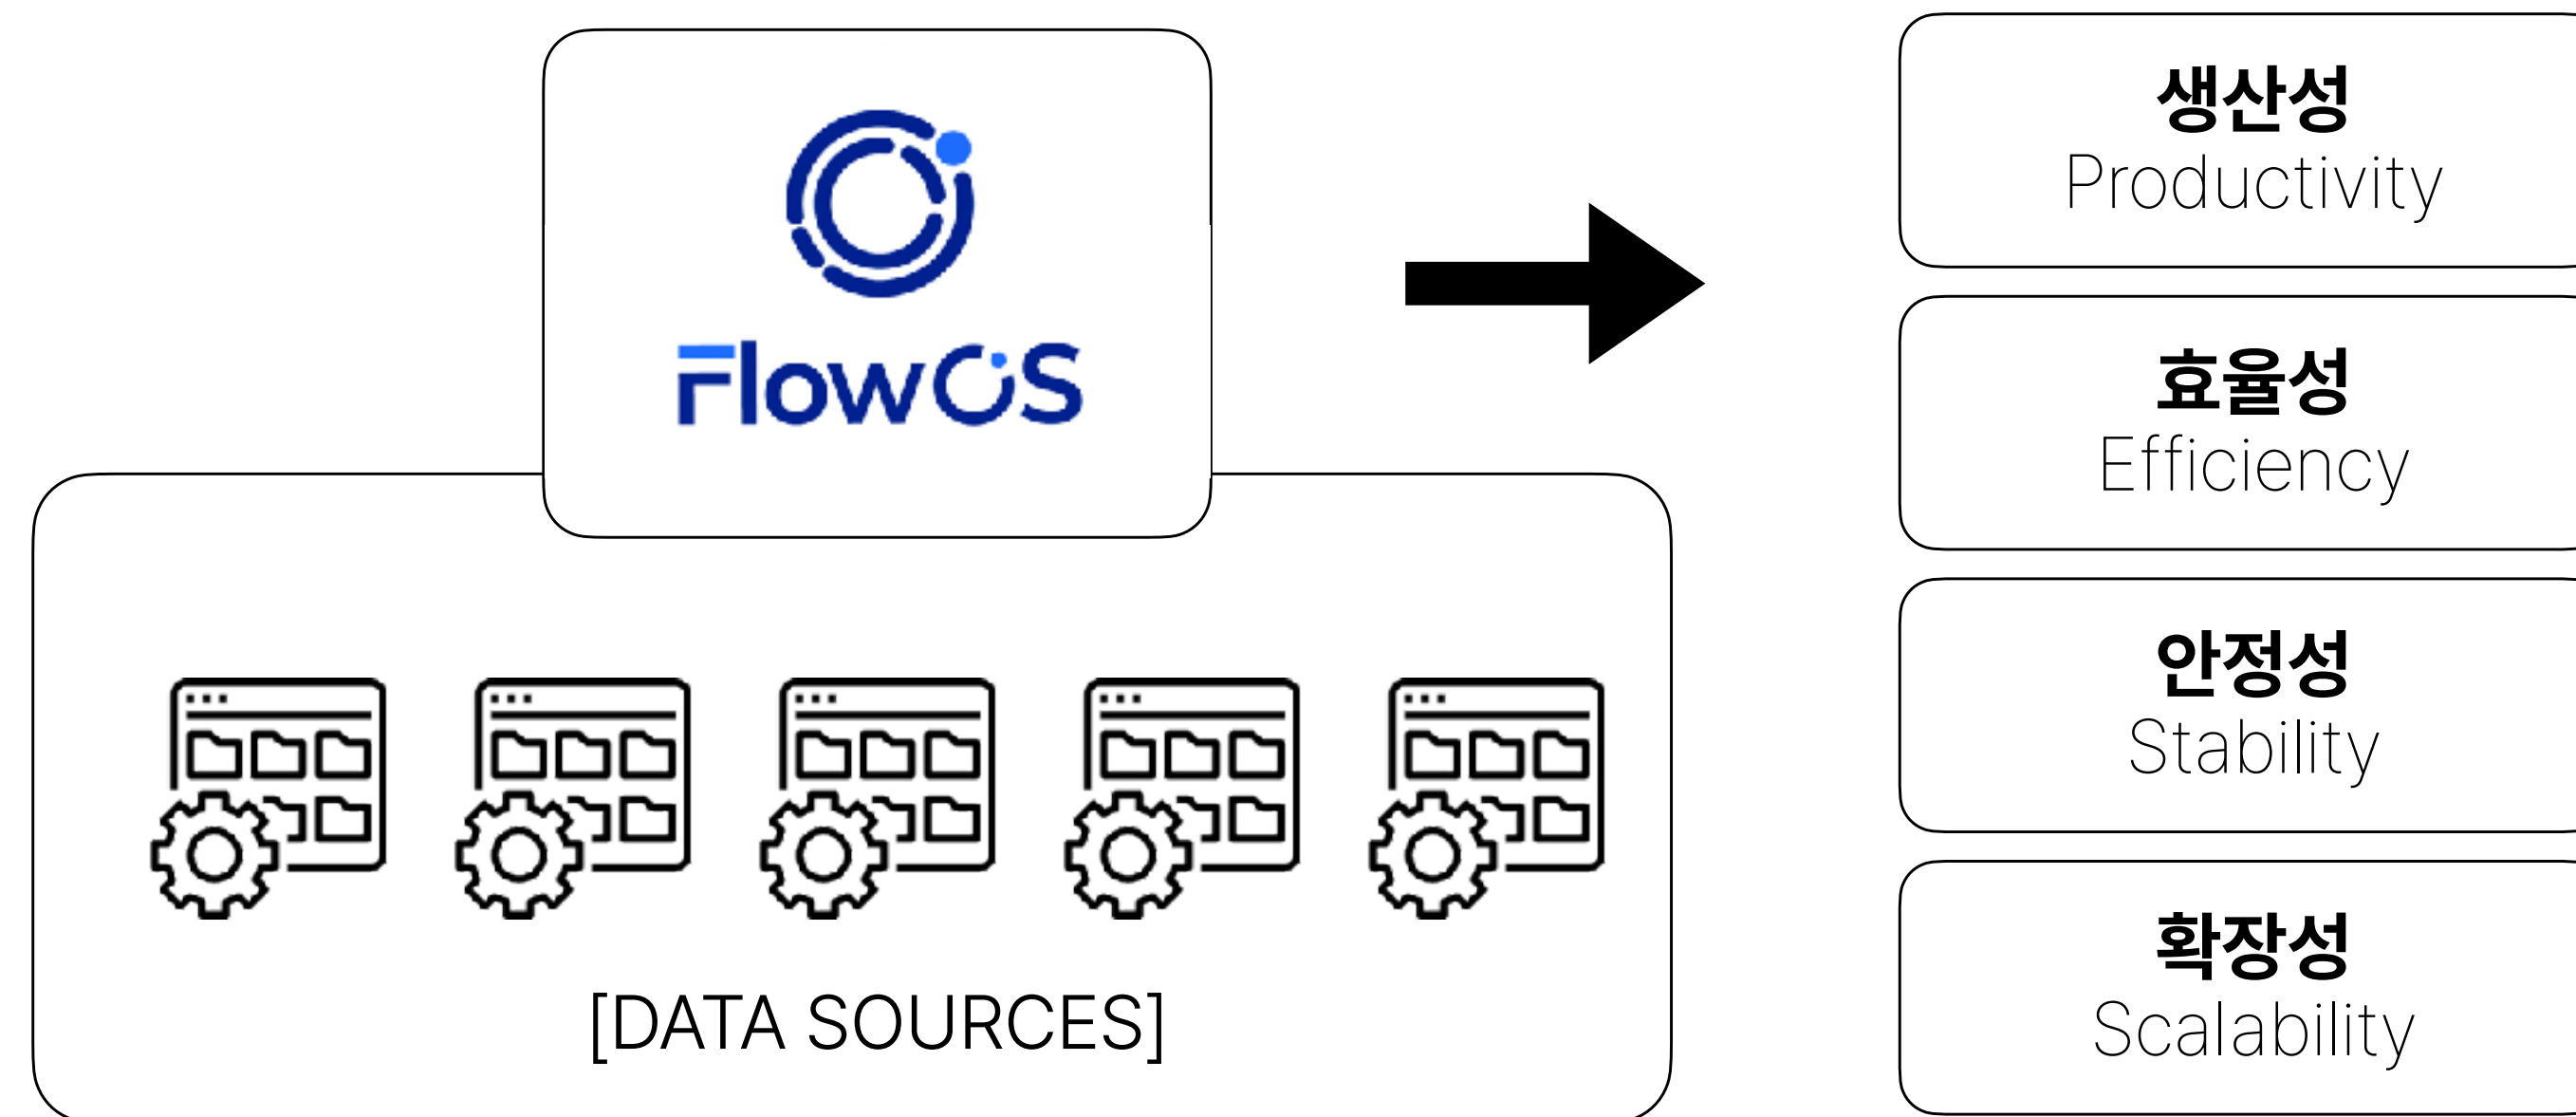 FlowOS
[DATA SOURCES]
생산성
Productivity
효율성
Efficiency
안정성
Stability
확장성
Scalability